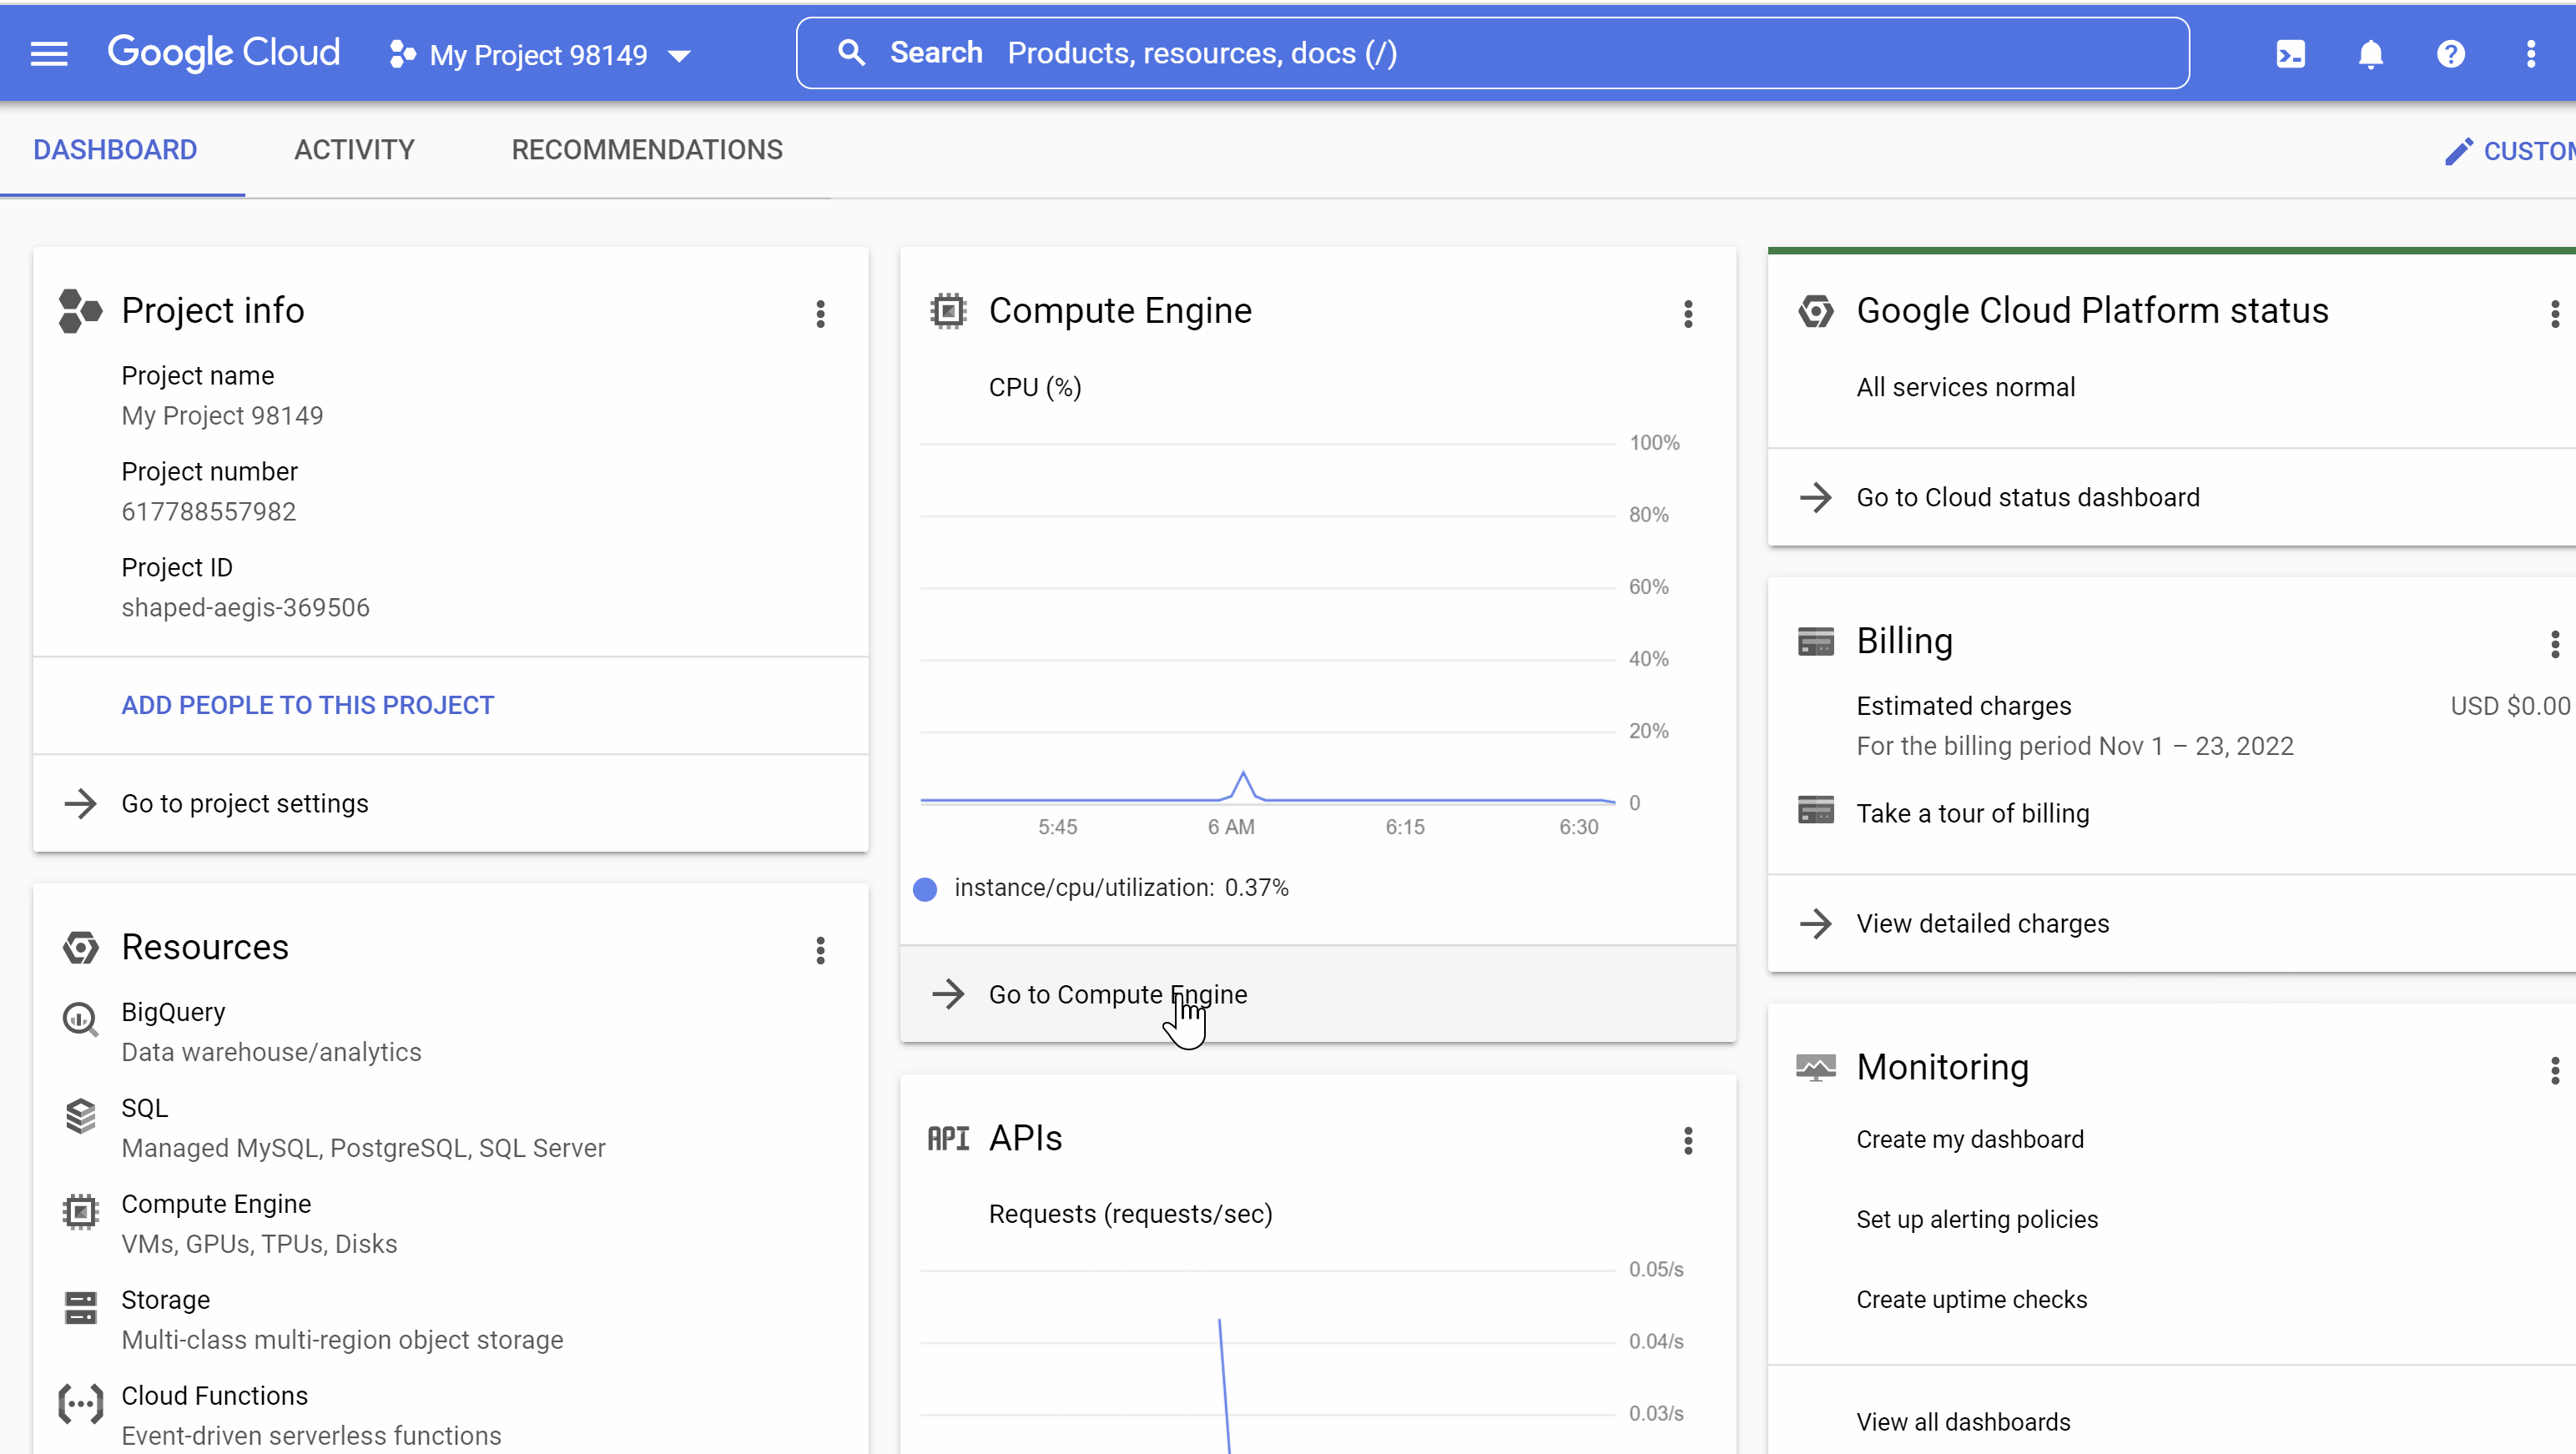 Google Cloud
My Project 98149
Search Products, resources, docs (/)
DASHBOARD
ACTIVITY
RECOMMENDATIONS
Project info
Project name
My Project 98149
Project number
617788557982
Project ID
shaped-aegis-369506
ADD PEOPLE TO THIS PROJECT
Go to project settings
Resources
BigQuery
Data warehouse/analytics
SQL
Managed MySQL, PostgreSQL, SQL Server
Compute Engine
VMs, GPUs, TPUs, Disks
Storage
Multi-class multi-region object storage
Cloud Functions
Event-driven serverless functions
Compute Engine
CPU (%)
100%
80%
60%
40%
20%
0
5:45 6 AM 6:15 6:30
instance/cpu/utilization: 0.37%
Go to Compute Engine
API APIs
Requests (requests/sec)
0.05/s
0.04/s
0.03/s
CUSTOM
Google Cloud Platform status
All services normal
Go to Cloud status dashboard
Billing
Estimated charges USD $0.00
For the billing period Nov 1 – 23, 2022
Take a tour of billing
View detailed charges
Monitoring
Create my dashboard
Set up alerting policies
Create uptime checks
View all dashboards